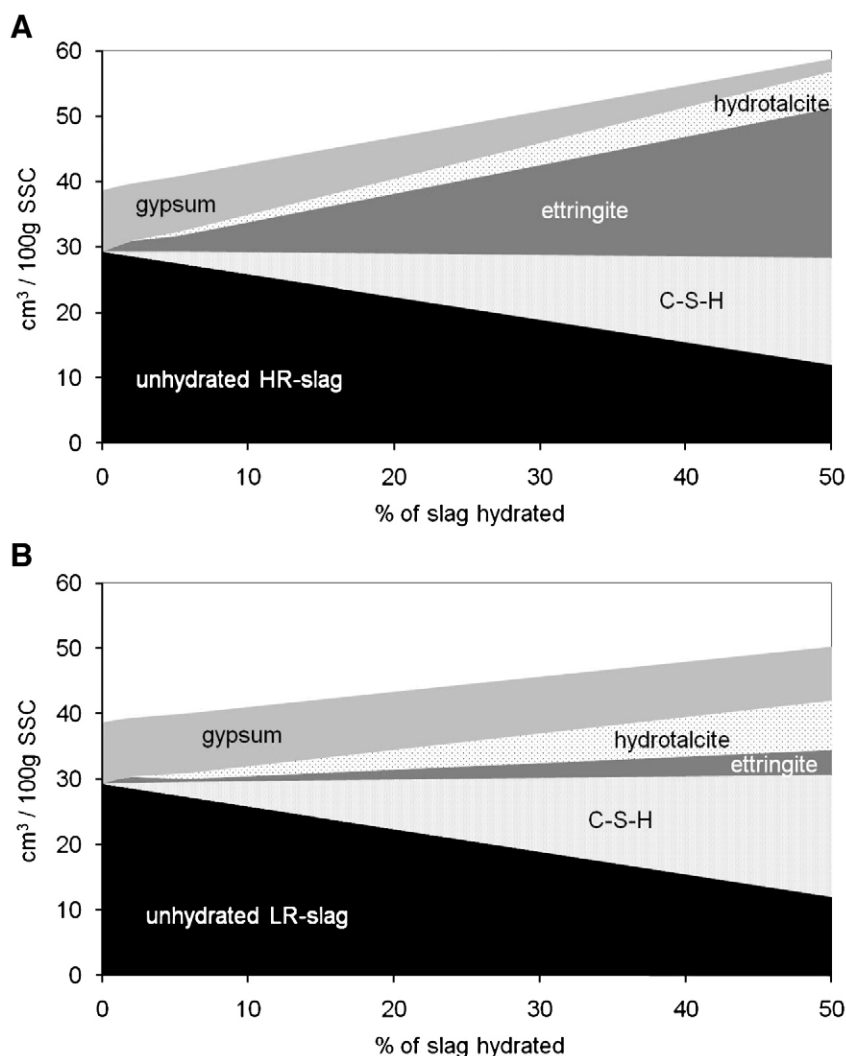 A
60
50
40
30
20
10
0
cm³ / 100g SSC
hydrotalcite
gypsum
ettringite
C-S-H
unhydrated HR-slag
0 10 20 30 40 50
% of slag hydrated
B
60
50
40
30
20
10
0
cm³ / 100g SSC
gypsum
hydrotalcite
ettringite
C-S-H
unhydrated LR-slag
0 10 20 30 40 50
% of slag hydrated